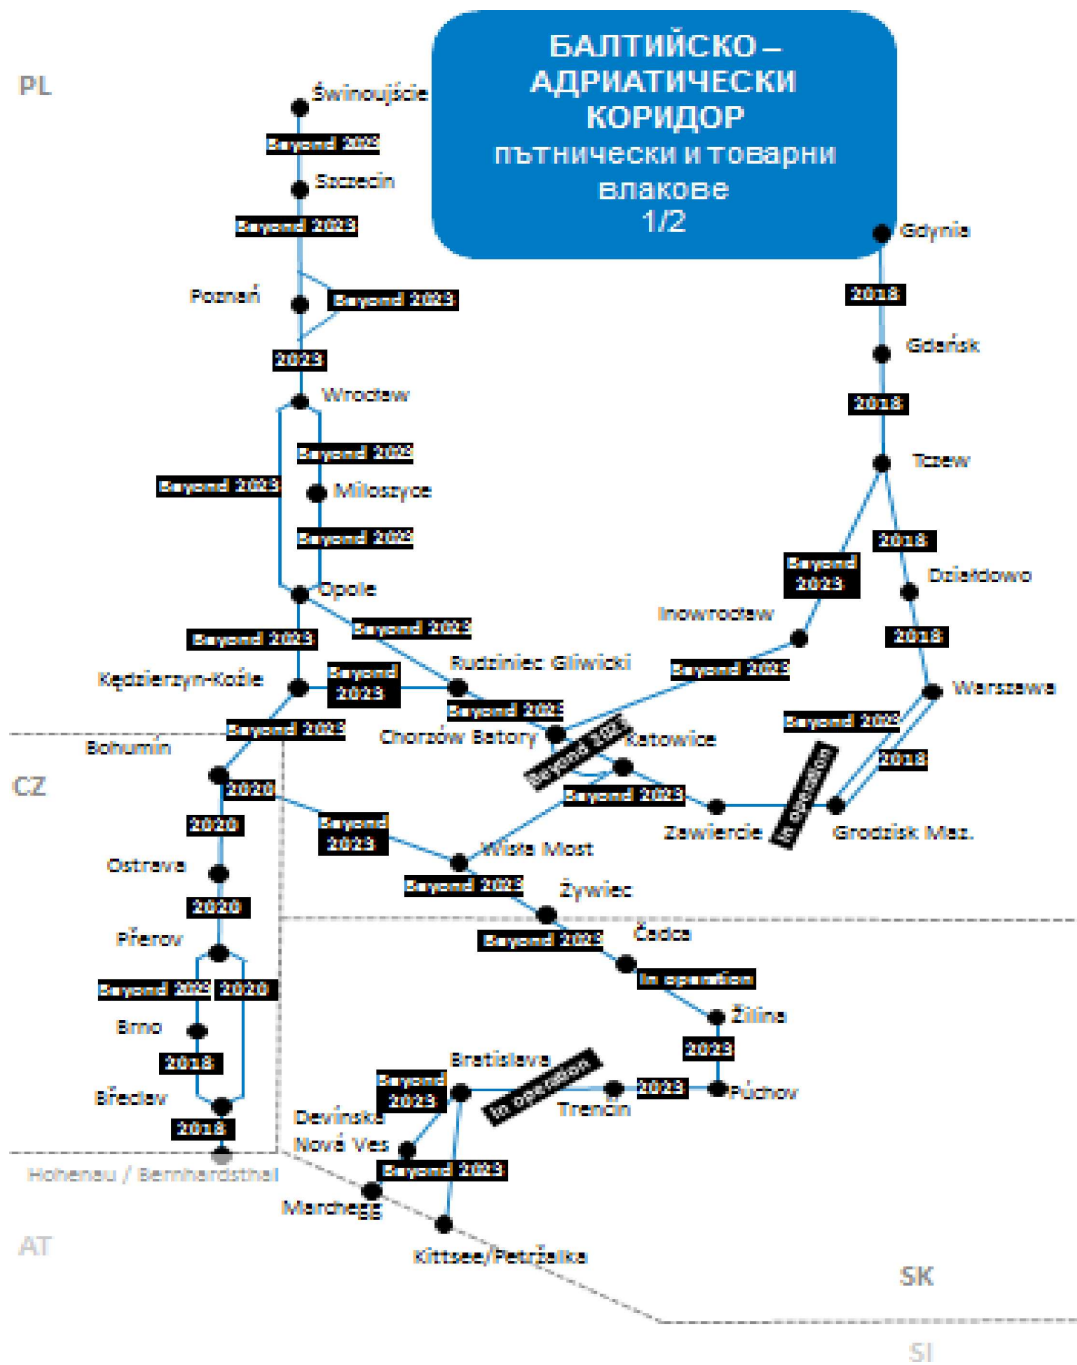 БАЛТИЙСКО –
АДРИАТИЧЕСКИ
КОРИДОР
пътнически и товарни
влакове
1/2
PL
Świnoujście
Beyond 2023
Szczecin
Beyond 2023
Gdynia
Poznań
Beyond 2023
2018
Gdańsk
2023
Wrocław
2018
Beyond 2023
Tczew
Beyond 2023
Miloszyce
Beyond 2023
2018
Beyond
2023
Działdowo
Opole
Inowrocław
Beyond 2023
Beyond 2023
2018
Rudziniec Gliwicki
Beyond 2023
Kędzierzyn-Koźle
Beyond
2023
Warszawa
Beyond 2023
Beyond 2023
Beyond 2023
Chorzów Batory
Katowice
Beyond 2023
Bohumín
2018
CZ
2020
Beyond 2023
In operation
2020
Beyond
2023
Zawiercie
Grodzisk Maz.
Wisła Most
Ostrava
Beyond 2023
Żywiec
2020
Přerov
Beyond 2023
Čadca
Beyond 2023
2020
In operation
Brno
Žilina
2018
2023
Bratislava
In operation
Beyond
2023
Trenčín
2023
Púchov
Břeclav
2018
Devínska
Nová Ves
Beyond 2023
Hohenau / Bernhardsthal
Marchegg
Kittsee/Petržalka
AT
SK
SI